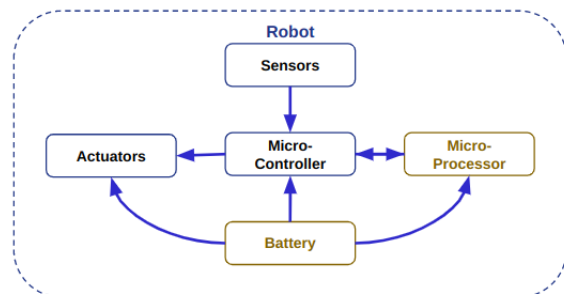 Robot
Sensors
Actuators
Micro-
Controller
Micro-
Processor
Battery